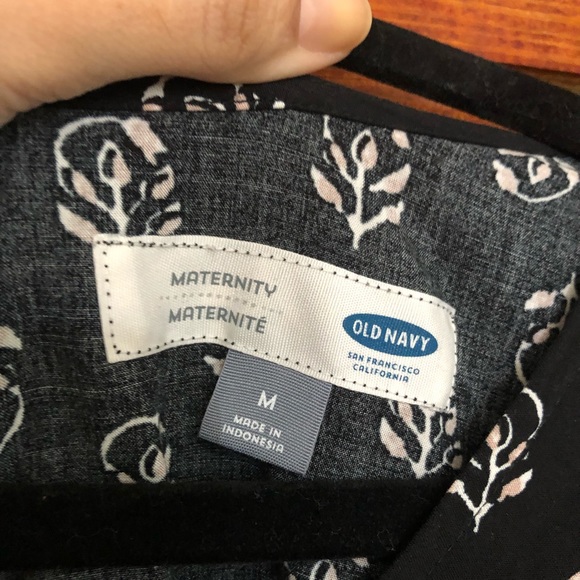 MATERNITY
MATERNITÉ
OLD NAVY
SAN FRANCISCO
CALIFORNIA
M
MADE IN
INDONESIA